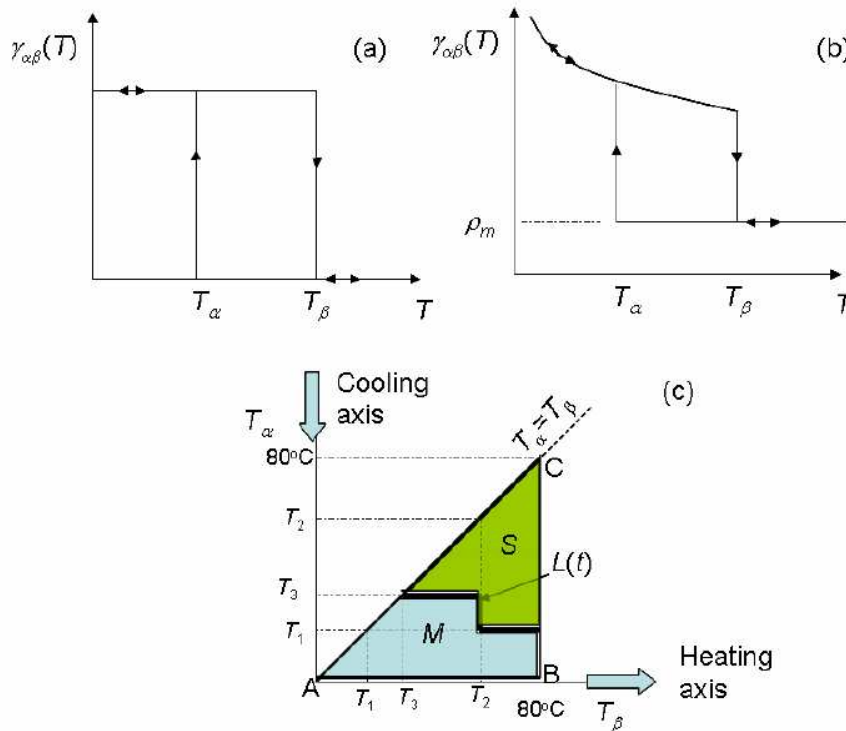 γαβ(T)
(a)
Tα
Tβ
T
γαβ(T)
(b)
ρm
Tα
Tβ
T
(c)
Cooling
axis
Tα
80°C
T2
T3
T1
Tα=Tβ
C
S
L(t)
M
A
B
T1
T3
T2
80°C
Tβ
Heating
axis